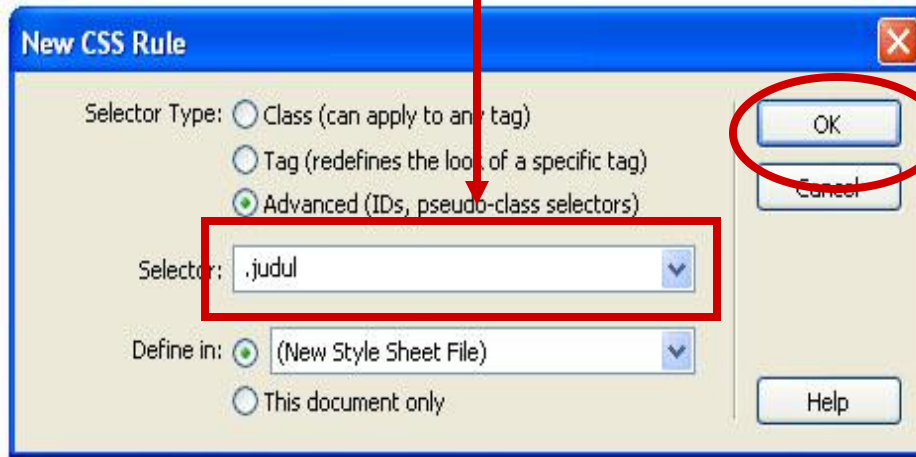 New CSS Rule
Selector Type: Class (can apply to any tag)
Tag (redefines the look of a specific tag)
Advanced (IDs, pseudo-class selectors)
Selector: .judul
Define in: (New Style Sheet File)
This document only
OK
Cancel
Help